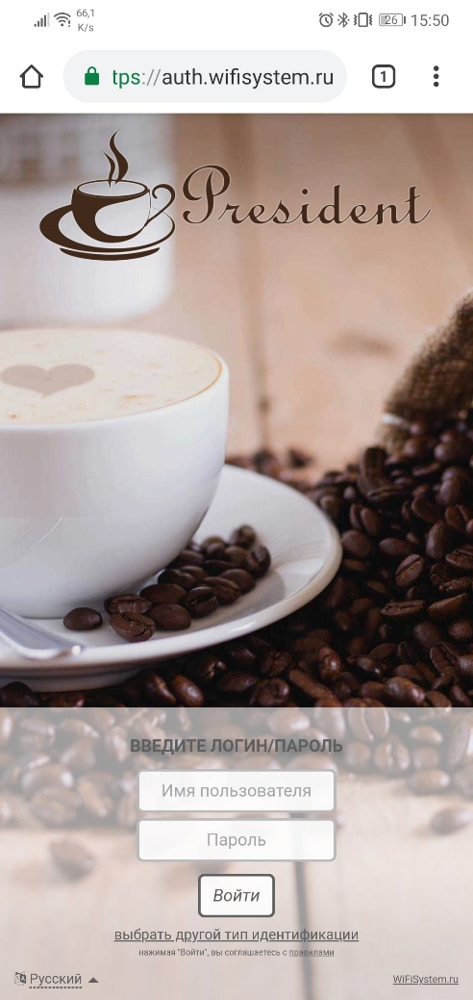 66,1
K/s
26
15:50
tps://auth.wifisystem.ru
1
President
ВВЕДИТЕ ЛОГИН/ПАРОЛЬ
Имя пользователя
Пароль
Войти
выбрать другой тип идентификации
нажимая "Войти", вы соглашаетесь с правилами
Русский
WiFiSystem.ru